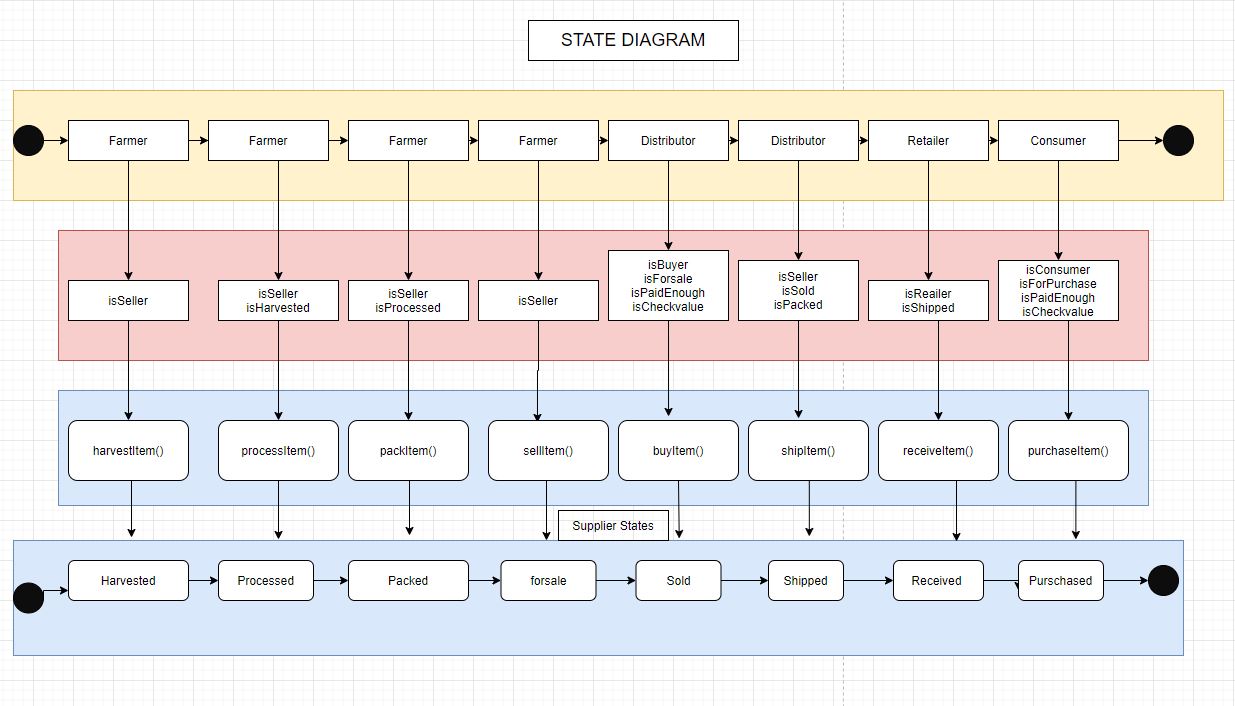 STATE DIAGRAM
Farmer
Farmer
Farmer
Farmer
Distributor
Distributor
Retailer
Consumer
isSeller
isSeller
isHarvested
isSeller
isProcessed
isSeller
isBuyer
isForsale
isPaidEnough
isCheckvalue
isSeller
isSold
isPacked
isReailer
isShipped
isConsumer
isForPurchase
isPaidEnough
isCheckvalue
harvestItem()
processItem()
packItem()
sellItem()
buyItem()
shipItem()
receiveItem()
purchaseItem()
Supplier States
Harvested
Processed
Packed
forsale
Sold
Shipped
Received
Purschased